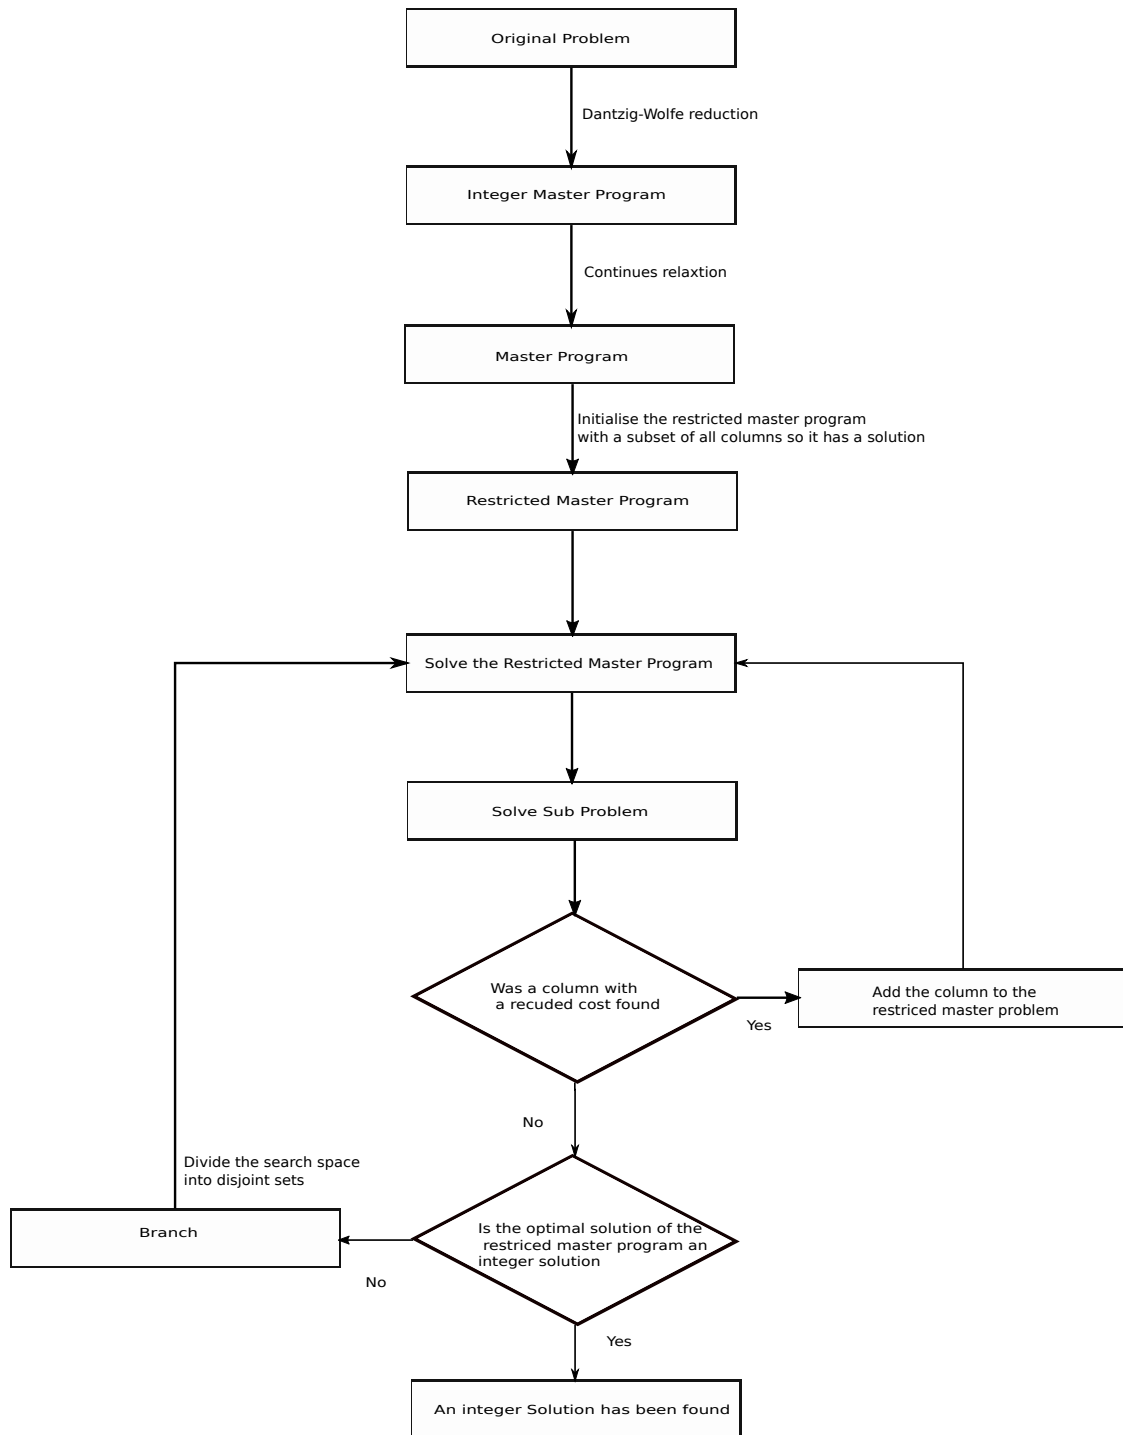 Original Problem
Dantzig-Wolfe reduction
Integer Master Program
Continues relaxtion
Master Program
Initialise the restricted master program
with a subset of all columns so it has a solution
Restricted Master Program
Solve the Restricted Master Program
Solve Sub Problem
Was a column with
a recuded cost found
Yes
Add the column to the
restriced master problem
No
Divide the search space
into disjoint sets
Branch
Is the optimal solution of the
restriced master program an
integer solution
No
Yes
An integer Solution has been found